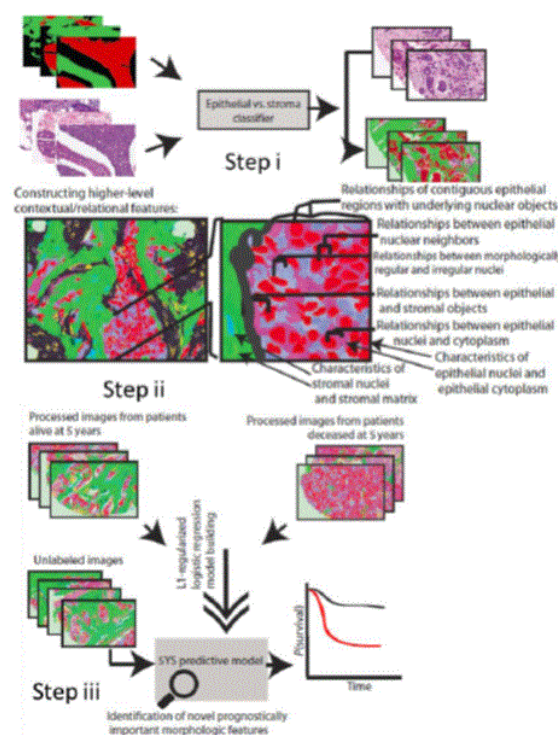 Epithelial vs. stroma
classifier
Step i
Constructing higher-level
contextual/relational features:
Relationships of contiguous epithelial
regions with underlying nuclear objects
Relationships between epithelial
nuclear neighbors
Relationships between morphologically
regular and irregular nuclei
Relationships between epithelial
and stromal objects
Relationships between epithelial
nuclei and cytoplasm
Characteristics of
epithelial nuclei and
epithelial cytoplasm
Characteristics of
stromal nuclei
and stromal matrix
Step ii
Processed images from patients
alive at 5 years
Processed images from patients
deceased at 5 years
L1-regularized
logistic regression
model building
Unlabeled images
5YS predictive model
P(survival)
Time
Step iii
Identification of novel prognostically
important morphologic features